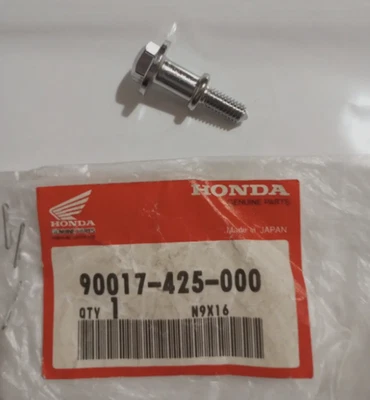 HONDA
GENUINE PARTS
HONDA
Made in JAPAN
90017-425-000
QTY 1 N9X16